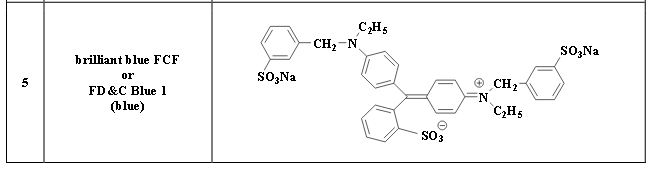 5
brilliant blue FCF
or
FD&C Blue 1
(blue)
C₂H₅
CH₂ N
SO₃Na
SO₃Na
⊕
N CH₂
C₂H₅
SO₃ ⊖